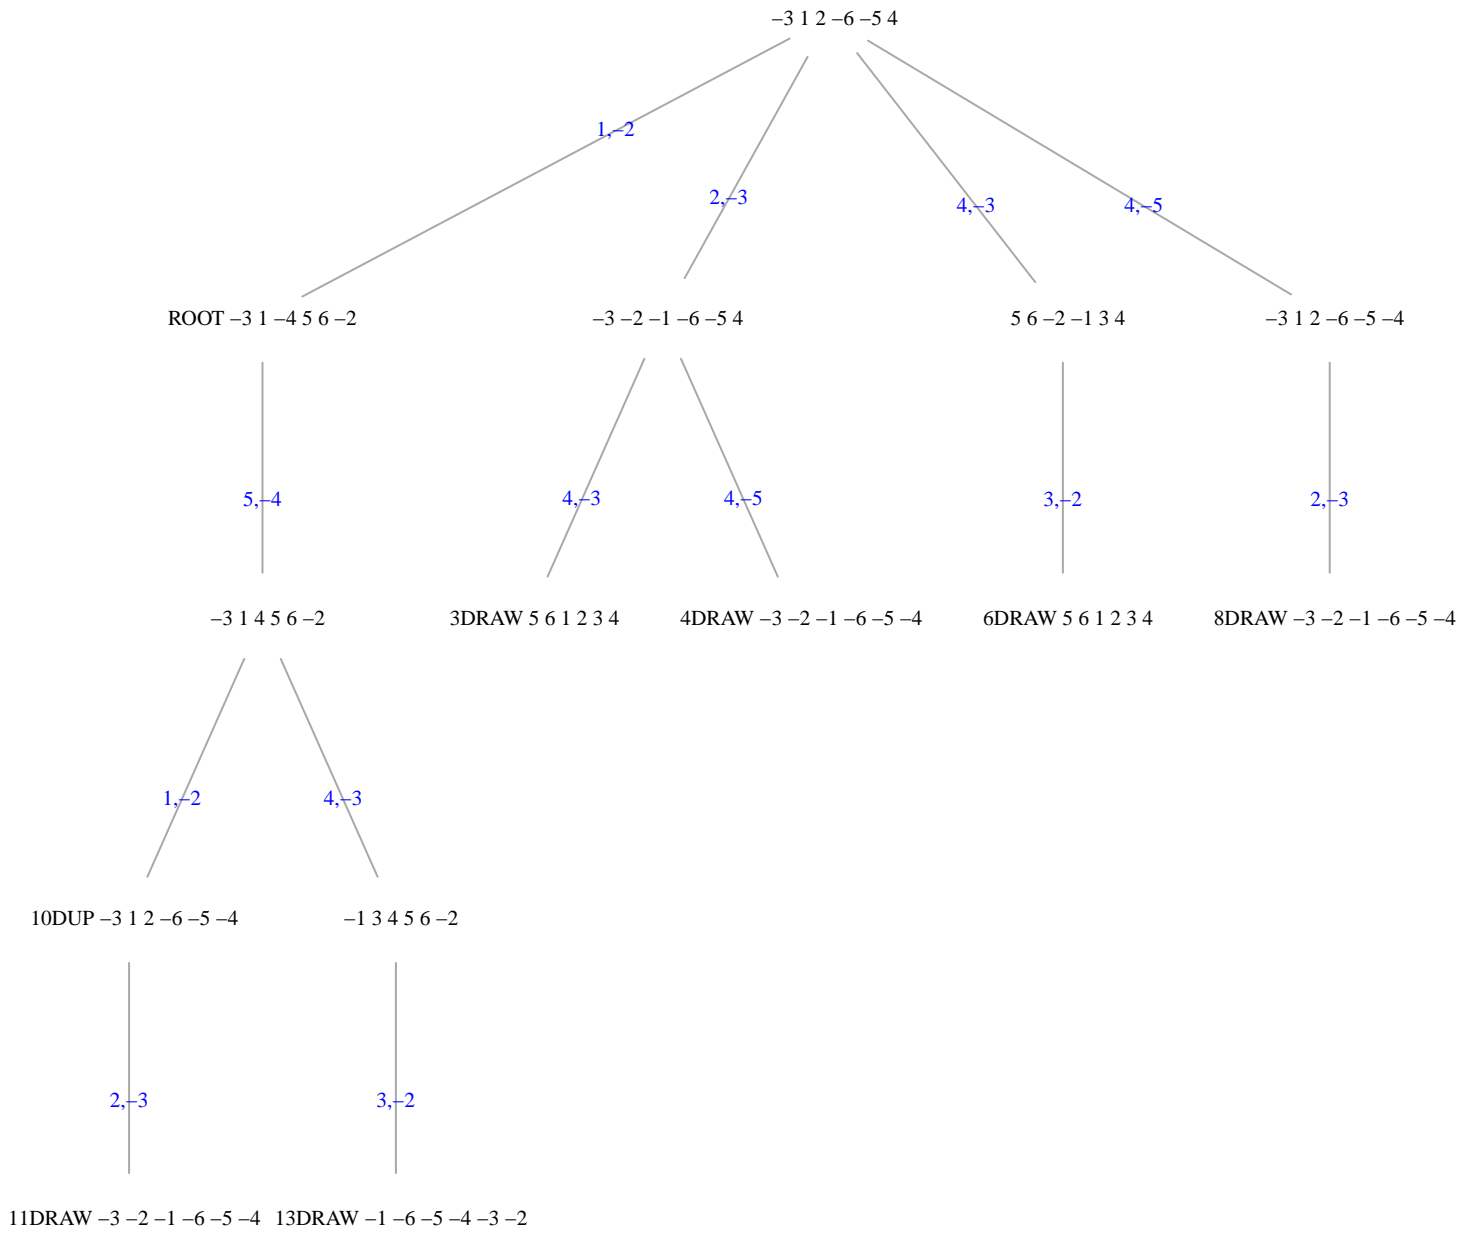 –3 1 2 –6 –5 4
1,–2
2,–3
4,–3
4,–5
ROOT –3 1 –4 5 6 –2
–3 –2 –1 –6 –5 4
5 6 –2 –1 3 4
–3 1 2 –6 –5 –4
5,–4
4,–3
4,–5
3,–2
2,–3
–3 1 4 5 6 –2
3DRAW 5 6 1 2 3 4
4DRAW –3 –2 –1 –6 –5 –4
6DRAW 5 6 1 2 3 4
8DRAW –3 –2 –1 –6 –5 –4
1,–2
4,–3
10DUP –3 1 2 –6 –5 –4
–1 3 4 5 6 –2
2,–3
3,–2
11DRAW –3 –2 –1 –6 –5 –4
13DRAW –1 –6 –5 –4 –3 –2